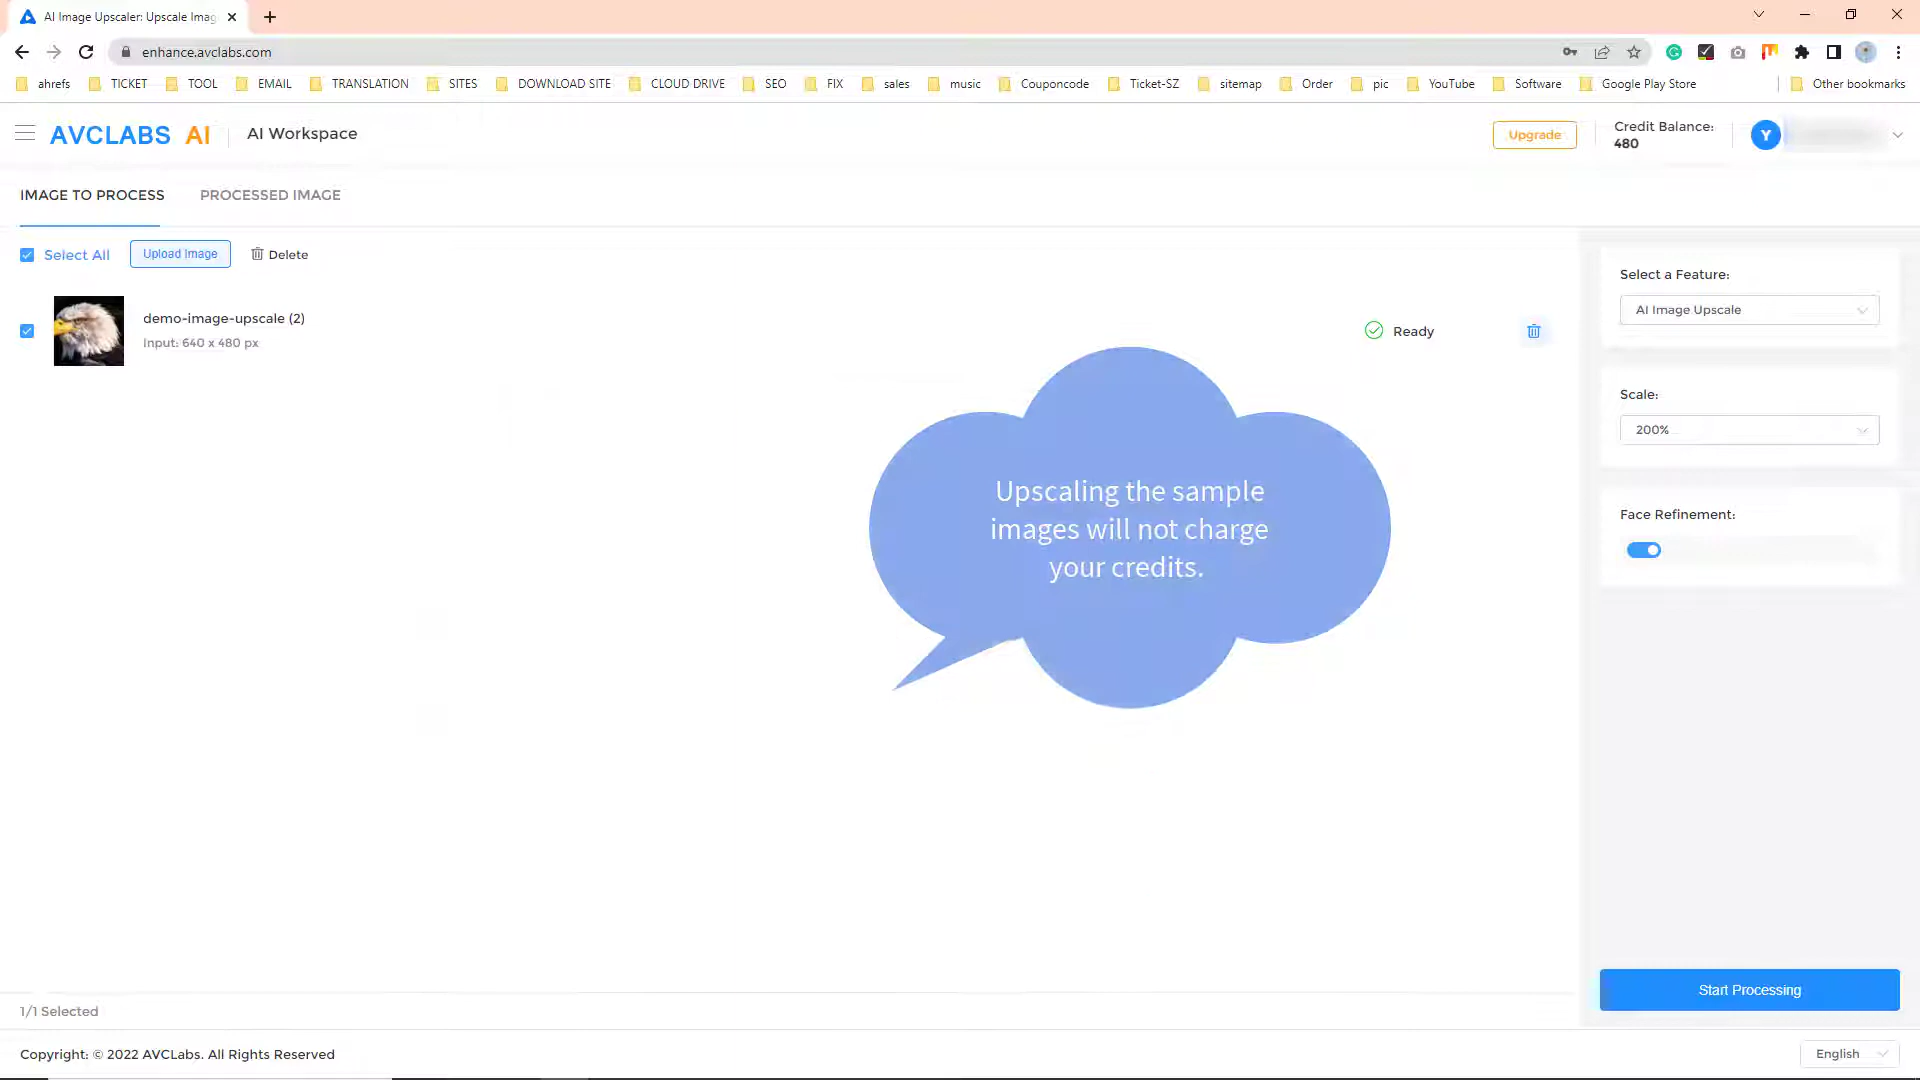 AI Image Upscaler: Upscale Imag
enhance.avclabs.com
ahrefs TICKET TOOL EMAIL TRANSLATION SITES DOWNLOAD SITE CLOUD DRIVE SEO FIX sales music Couponcode Ticket-SZ sitemap Order pic YouTube Software Google Play Store Other bookmarks
AVCLABS AI AI Workspace
Upgrade
Credit Balance:
480
Y
IMAGE TO PROCESS PROCESSED IMAGE
Select All Upload Image Delete
demo-image-upscale (2)
Input: 640 x 480 px
Ready
Upscaling the sample
images will not charge
your credits.
Select a Feature:
AI Image Upscale
Scale:
200%
Face Refinement:
Start Processing
1/1 Selected
Copyright: © 2022 AVCLabs. All Rights Reserved
English